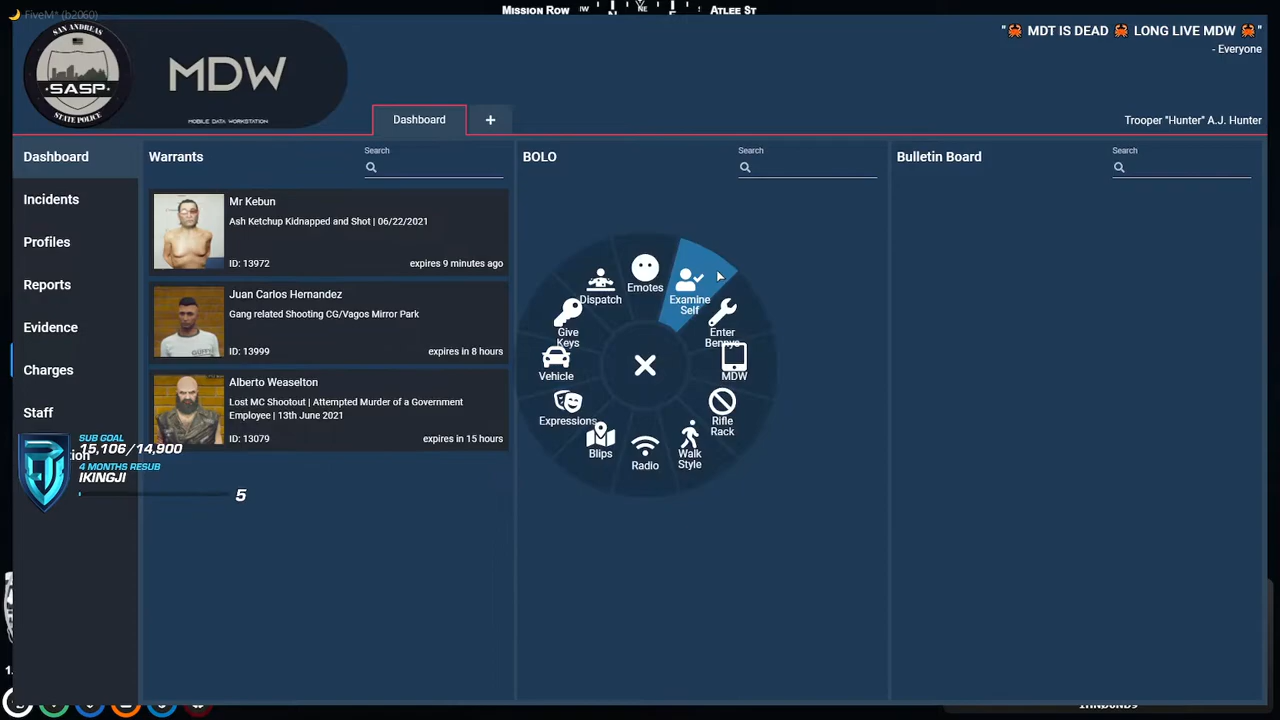 FiveM® (b2060)
Mission Row
NW
NE
E
Atlee St
SAN ANDREAS
SASP
STATE POLICE
MDW
MOBILE DATA WORKSTATION
" 🦀 MDT IS DEAD 🦀 LONG LIVE MDW 🦀 "
- Everyone
Dashboard
+
Trooper "Hunter" A.J. Hunter
Dashboard
Incidents
Profiles
Reports
Evidence
Charges
Staff
Warrants
Search
Mr Kebun
Ash Ketchup Kidnapped and Shot | 06/22/2021
ID: 13972
expires 9 minutes ago
Juan Carlos Hernandez
Gang related Shooting CG/Vagos Mirror Park
ID: 13999
expires in 8 hours
Alberto Weaselton
Lost MC Shootout | Attempted Murder of a Government
Employee | 13th June 2021
ID: 13079
expires in 15 hours
BOLO
Search
Bulletin Board
Search
Emotes
Examine
Self
Enter
Bennys
MDW
Rifle
Rack
Walk
Style
Radio
Blips
Expressions
Vehicle
Give
Keys
Dispatch
SUB GOAL
15,106/14,900
4 MONTHS RESUB
IKINGJI
5